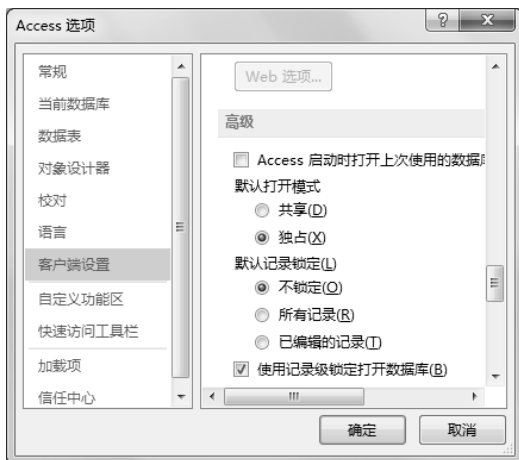 Access 选项
常规
当前数据库
数据表
对象设计器
校对
语言
客户端设置
自定义功能区
快速访问工具栏
加载项
信任中心
Web 选项...
高级
Access 启动时打开上次使用的数据
默认打开模式
共享(D)
独占(X)
默认记录锁定(L)
不锁定(O)
所有记录(R)
已编辑的记录(T)
使用记录级锁定打开数据库(B)
确定
取消